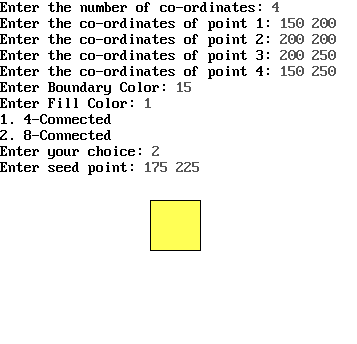 Enter the number of co-ordinates: 4
Enter the co-ordinates of point 1: 150 200
Enter the co-ordinates of point 2: 200 200
Enter the co-ordinates of point 3: 200 250
Enter the co-ordinates of point 4: 150 250
Enter Boundary Color: 15
Enter Fill Color: 1
1. 4-Connected
2. 8-Connected
Enter your choice: 2
Enter seed point: 175 225